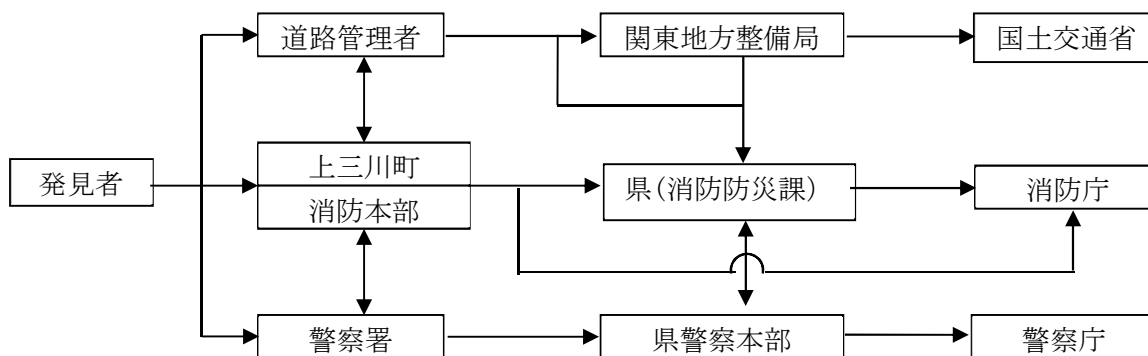 道路管理者
関東地方整備局
国土交通省
発見者
上三川町
消防本部
県(消防防災課)
消防庁
警察署
県警察本部
警察庁